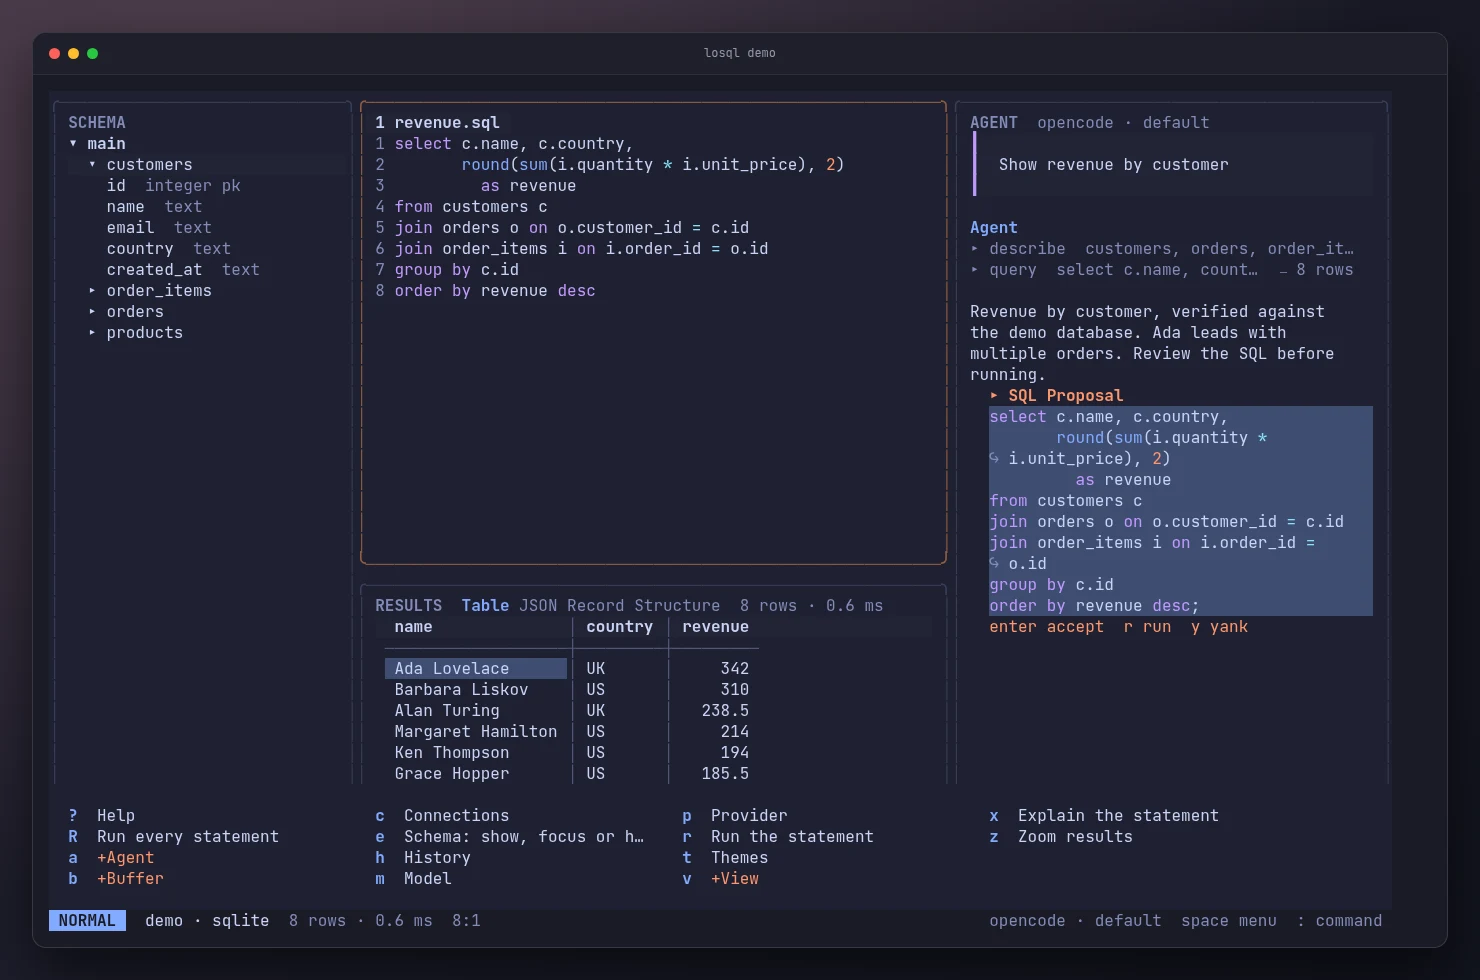 losql demo
SCHEMA
▾ main
▾ customers
id integer pk
name text
email text
country text
created_at text
▸ order_items
▸ orders
▸ products
1 revenue.sql
1 select c.name, c.country,
2 round(sum(i.quantity * i.unit_price), 2)
3 as revenue
4 from customers c
5 join orders o on o.customer_id = c.id
6 join order_items i on i.order_id = o.id
7 group by c.id
8 order by revenue desc
RESULTS Table JSON Record Structure 8 rows · 0.6 ms
name country revenue
Ada Lovelace UK 342
Barbara Liskov US 310
Alan Turing UK 238.5
Margaret Hamilton US 214
Ken Thompson US 194
Grace Hopper US 185.5
AGENT opencode · default
Show revenue by customer
Agent
▸ describe customers, orders, order_it…
▸ query select c.name, count… — 8 rows
Revenue by customer, verified against
the demo database. Ada leads with
multiple orders. Review the SQL before
running.
▸ SQL Proposal
select c.name, c.country,
round(sum(i.quantity *
↪ i.unit_price), 2)
as revenue
from customers c
join orders o on o.customer_id = c.id
join order_items i on i.order_id =
↪ o.id
group by c.id
order by revenue desc;
enter accept r run y yank
? Help
R Run every statement
a +Agent
b +Buffer
c Connections
e Schema: show, focus or h…
h History
m Model
p Provider
r Run the statement
t Themes
v +View
x Explain the statement
z Zoom results
NORMAL demo · sqlite 8 rows · 0.6 ms 8:1
opencode · default space menu : command